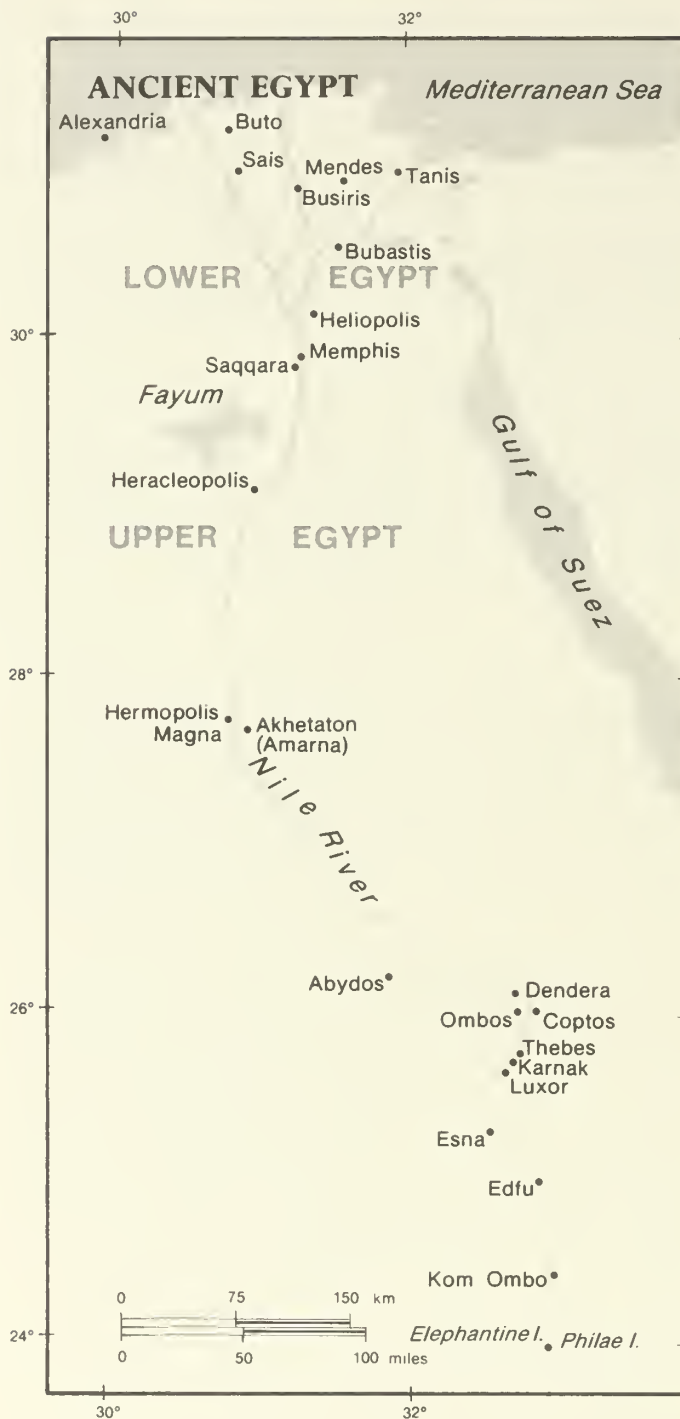 30° 32°
ANCIENT EGYPT Mediterranean Sea
Alexandria Buto
Sais Mendes Tanis
Busiris
Bubastis
LOWER EGYPT
Heliopolis
30°
Memphis
Saqqara
Fayum
Gulf of Suez
Heracleopolis
UPPER EGYPT
28°
Hermopolis
Magna
Akhetaton
(Amarna)
Nile River
Abydos
Dendera
26°
Ombos Coptos
Thebes
Karnak
Luxor
Esna
Edfu
Kom Ombo
0 75 150 km
Elephantine I. Philae I.
24°
0 50 100 miles
30° 32°